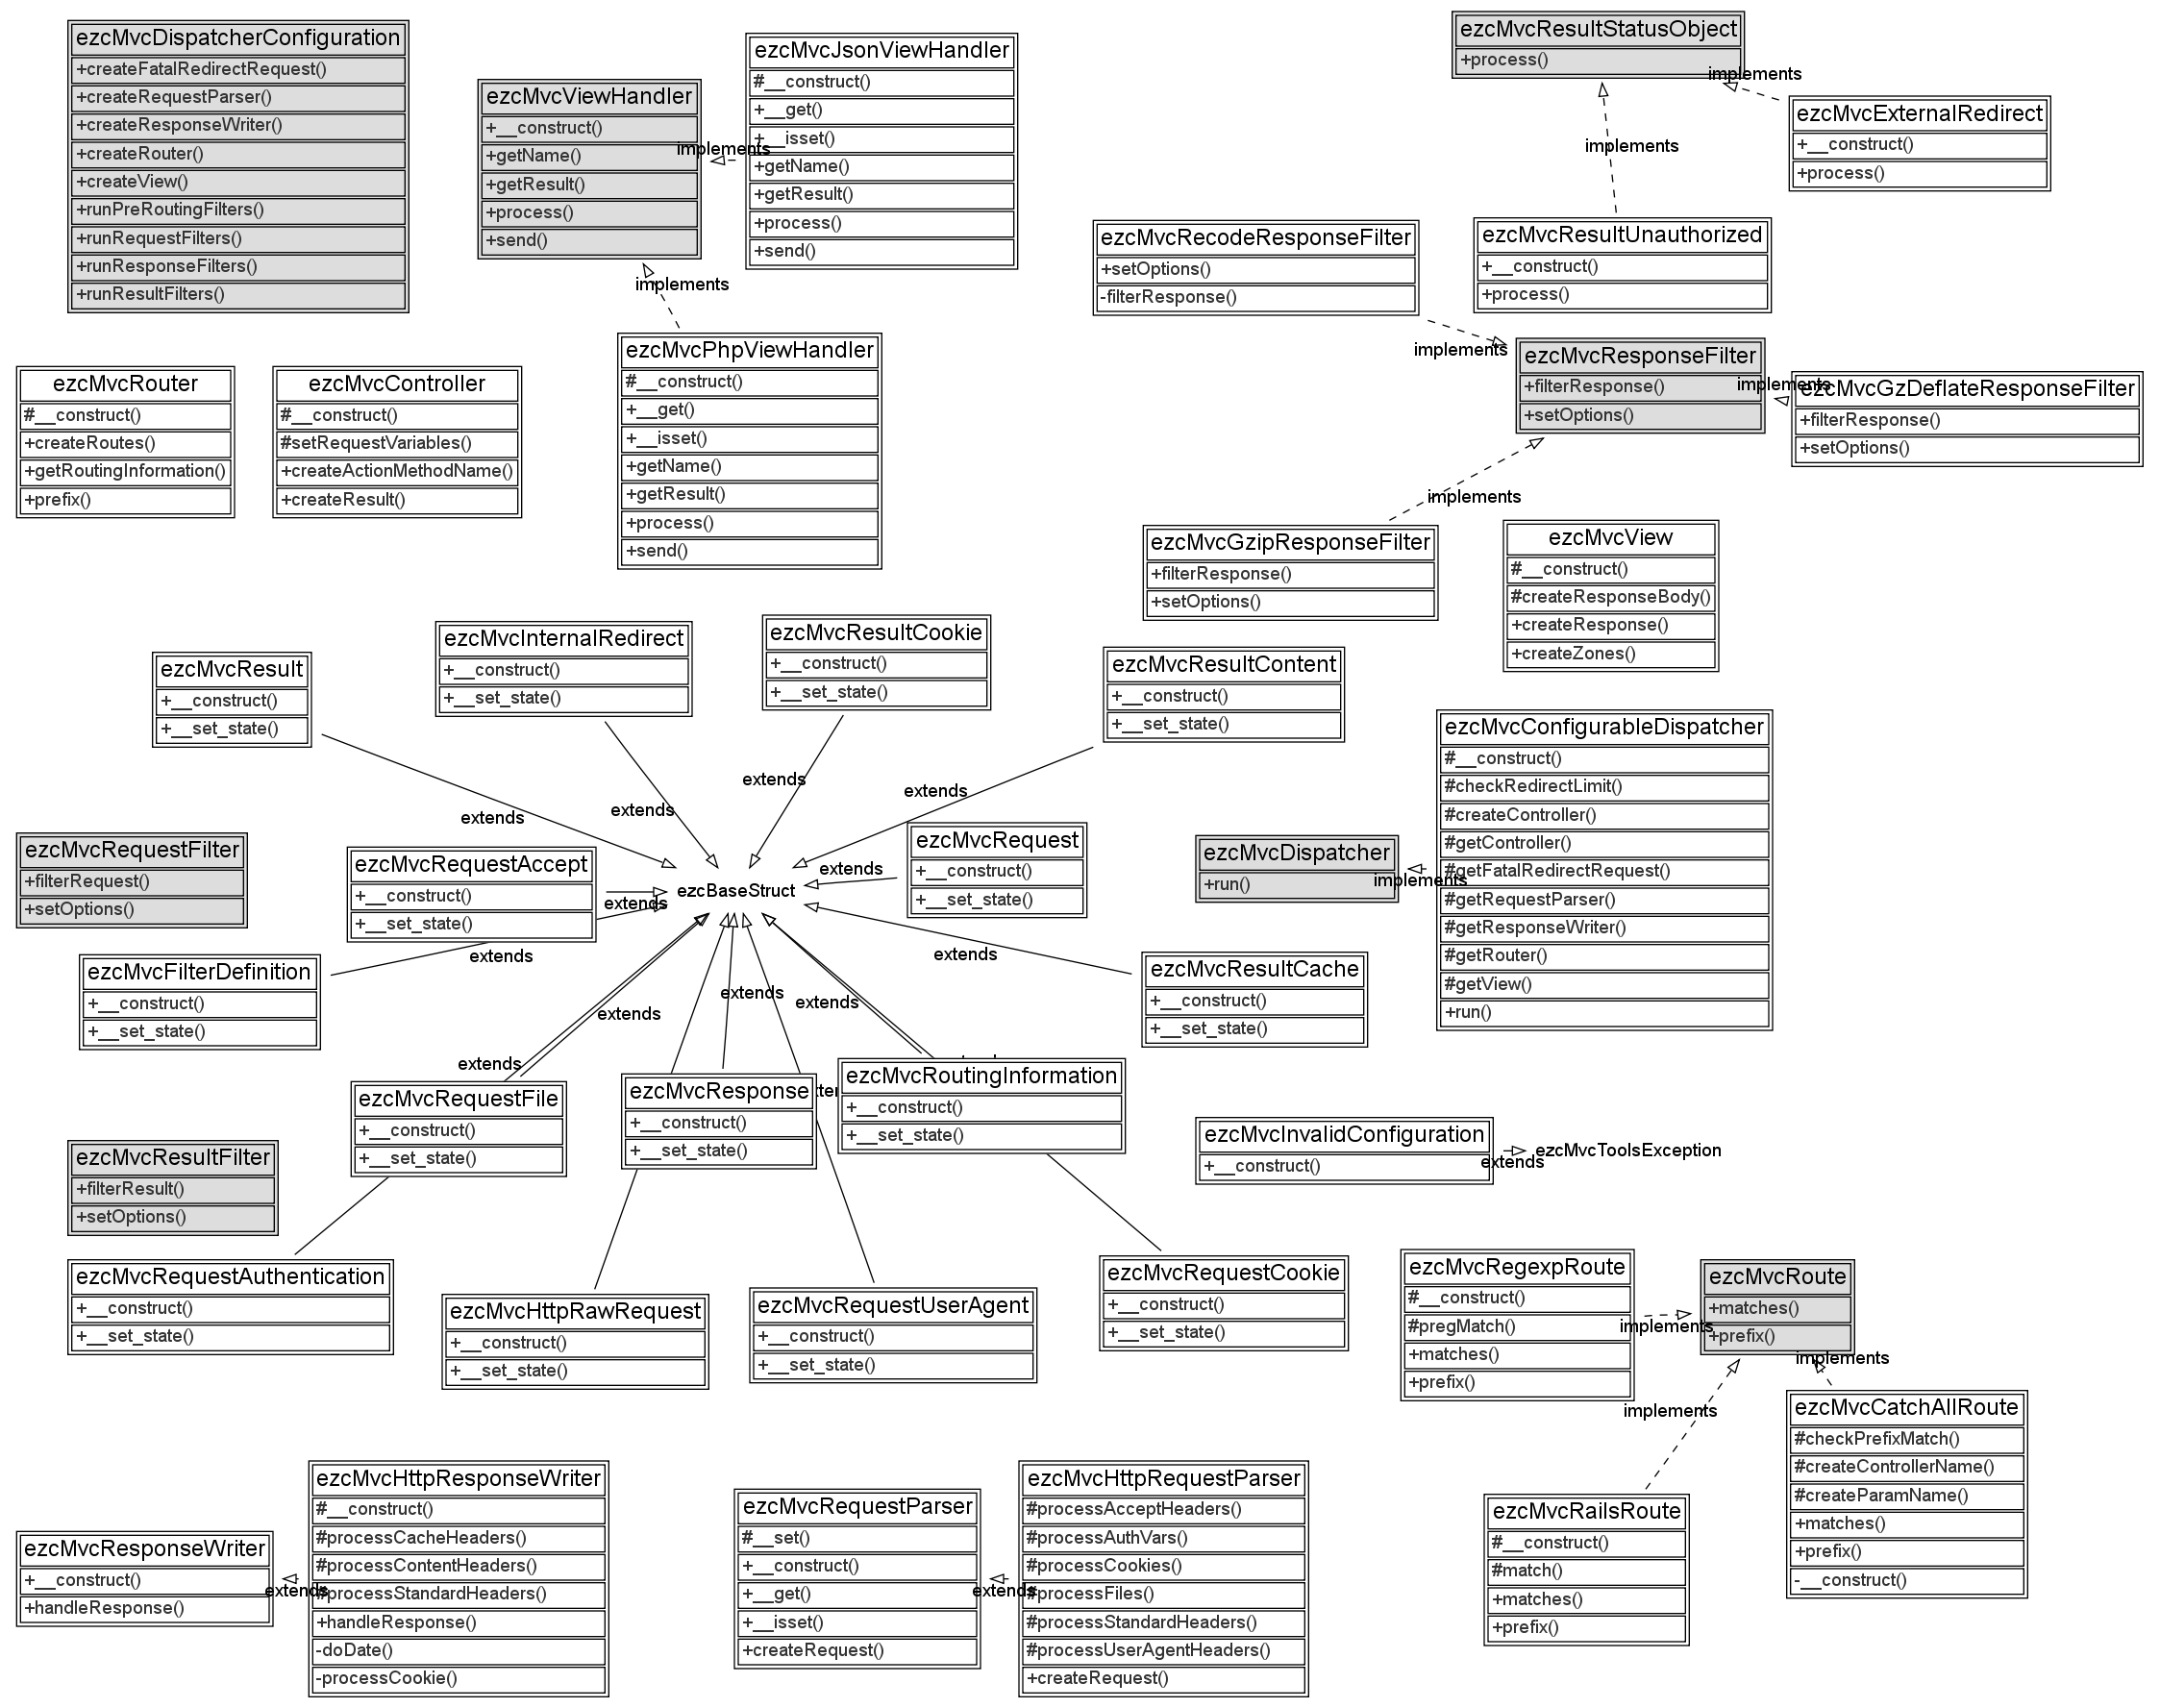 ezcMvcDispatcherConfiguration
+createFatalRedirectRequest()
+createRequestParser()
+createResponseWriter()
+createRouter()
+createView()
+runPreRoutingFilters()
+runRequestFilters()
+runResponseFilters()
+runResultFilters()
ezcMvcViewHandler
+__construct()
+getName()
+getResult()
+process()
+send()
implements
ezcMvcJsonViewHandler
#__construct()
+__get()
+__isset()
+getName()
+getResult()
+process()
+send()
implements
ezcMvcPhpViewHandler
#__construct()
+__get()
+__isset()
+getName()
+getResult()
+process()
+send()
ezcMvcResultStatusObject
+process()
implements
ezcMvcExternalRedirect
+__construct()
+process()
implements
ezcMvcResultUnauthorized
+__construct()
+process()
ezcMvcRecodeResponseFilter
+setOptions()
-filterResponse()
implements
ezcMvcResponseFilter
+filterResponse()
+setOptions()
implements
ezcMvcGzDeflateResponseFilter
+filterResponse()
+setOptions()
implements
ezcMvcGzipResponseFilter
+filterResponse()
+setOptions()
ezcMvcRouter
#__construct()
+createRoutes()
+getRoutingInformation()
+prefix()
ezcMvcController
#__construct()
#setRequestVariables()
+createActionMethodName()
+createResult()
ezcMvcView
#__construct()
#createResponseBody()
+createResponse()
+createZones()
ezcMvcResult
+__construct()
+__set_state()
extends
ezcMvcInternalRedirect
+__construct()
+__set_state()
extends
ezcMvcResultCookie
+__construct()
+__set_state()
extends
ezcMvcResultContent
+__construct()
+__set_state()
extends
ezcMvcRequestFilter
+filterRequest()
+setOptions()
ezcMvcRequestAccept
+__construct()
+__set_state()
extends
ezcBaseStruct
extends
ezcMvcRequest
+__construct()
+__set_state()
ezcMvcDispatcher
+run()
implements
ezcMvcConfigurableDispatcher
#__construct()
#checkRedirectLimit()
#createController()
#getController()
#getFatalRedirectRequest()
#getRequestParser()
#getResponseWriter()
#getRouter()
#getView()
+run()
ezcMvcFilterDefinition
+__construct()
+__set_state()
extends
extends
ezcMvcResultCache
+__construct()
+__set_state()
extends
extends
extends
extends
ezcMvcRequestFile
+__construct()
+__set_state()
ezcMvcResponse
+__construct()
+__set_state()
ezcMvcRoutingInformation
+__construct()
+__set_state()
ezcMvcInvalidConfiguration
+__construct()
extends
ezcMvcToolsException
ezcMvcResultFilter
+filterResult()
+setOptions()
ezcMvcRequestAuthentication
+__construct()
+__set_state()
ezcMvcHttpRawRequest
+__construct()
+__set_state()
ezcMvcRequestUserAgent
+__construct()
+__set_state()
ezcMvcRequestCookie
+__construct()
+__set_state()
ezcMvcRegexpRoute
#__construct()
#pregMatch()
+matches()
+prefix()
implements
ezcMvcRoute
+matches()
+prefix()
implements
implements
ezcMvcCatchAllRoute
#checkPrefixMatch()
#createControllerName()
#createParamName()
+matches()
+prefix()
-__construct()
ezcMvcRailsRoute
#__construct()
#match()
+matches()
+prefix()
ezcMvcResponseWriter
+__construct()
+handleResponse()
extends
ezcMvcHttpResponseWriter
#__construct()
#processCacheHeaders()
#processContentHeaders()
#processStandardHeaders()
+handleResponse()
-doDate()
-processCookie()
ezcMvcRequestParser
#__set()
+__construct()
+__get()
+__isset()
+createRequest()
extends
ezcMvcHttpRequestParser
#processAcceptHeaders()
#processAuthVars()
#processCookies()
#processFiles()
#processStandardHeaders()
#processUserAgentHeaders()
+createRequest()